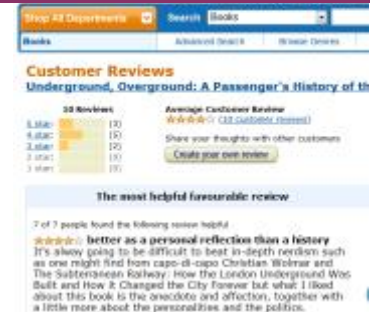 Shop All Departments Search Books
Books Advanced Search Browse Genres
Customer Reviews
Underground, Overground: A Passenger's History of th
10 Reviews
5 star: (3)
4 star: (5)
3 star: (2)
2 star: (0)
1 star: (0)
Average Customer Review
(10 customer reviews)
Share your thoughts with other customers
Create your own review
The most helpful favourable review
7 of 7 people found the following review helpful
better as a personal reflection than a history
It's alway going to be difficult to beat in-depth nerdism such
as one might find from capo-di-capo Christian Wolmar and
The Subterranean Railway: How the London Underground Was
Built and How it Changed the City Forever but what I liked
about this book is the anecdote and affection, together with
a little more about the personalities and the politics.